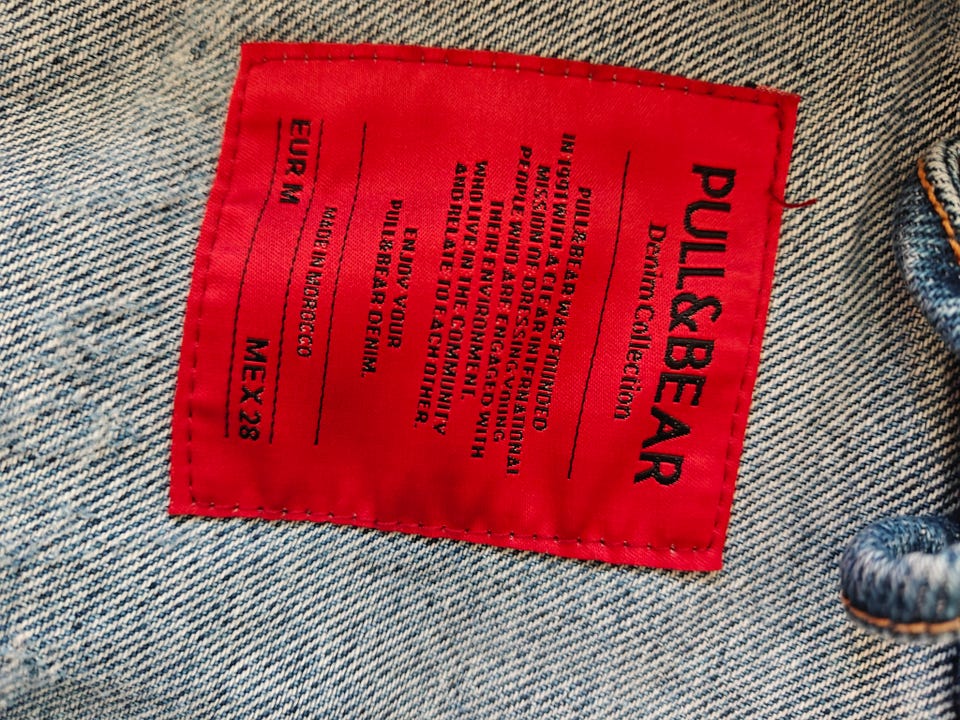 PULL&BEAR
Denim Collection
PULL&BEAR WAS FOUNDED
IN 1991 WITH A CLEAR INTERNATIONAL
MISSION OF DRESSING YOUNG
PEOPLE WHO ARE ENGAGED WITH
THEIR ENVIRONMENT,
WHO LIVE IN THE COMMUNITY
AND RELATE TO EACH OTHER.
ENJOY YOUR
PULL&BEAR DENIM.
MADE IN MOROCCO
EUR M MEX 28